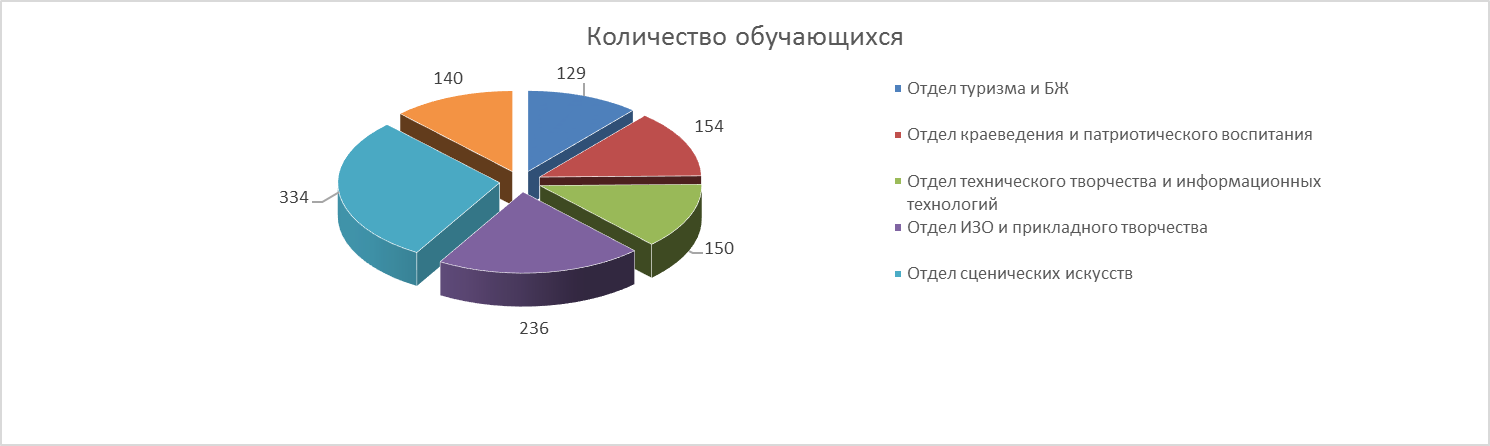 Количество обучающихся
140
129
154
334
150
236
Отдел туризма и БЖ
Отдел краеведения и патриотического воспитания
Отдел технического творчества и информационных
технологий
Отдел ИЗО и прикладного творчества
Отдел сценических искусств